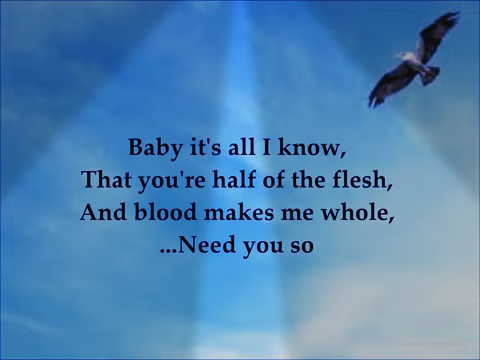 Baby it's all I know,
That you're half of the flesh,
And blood makes me whole,
...Need you so